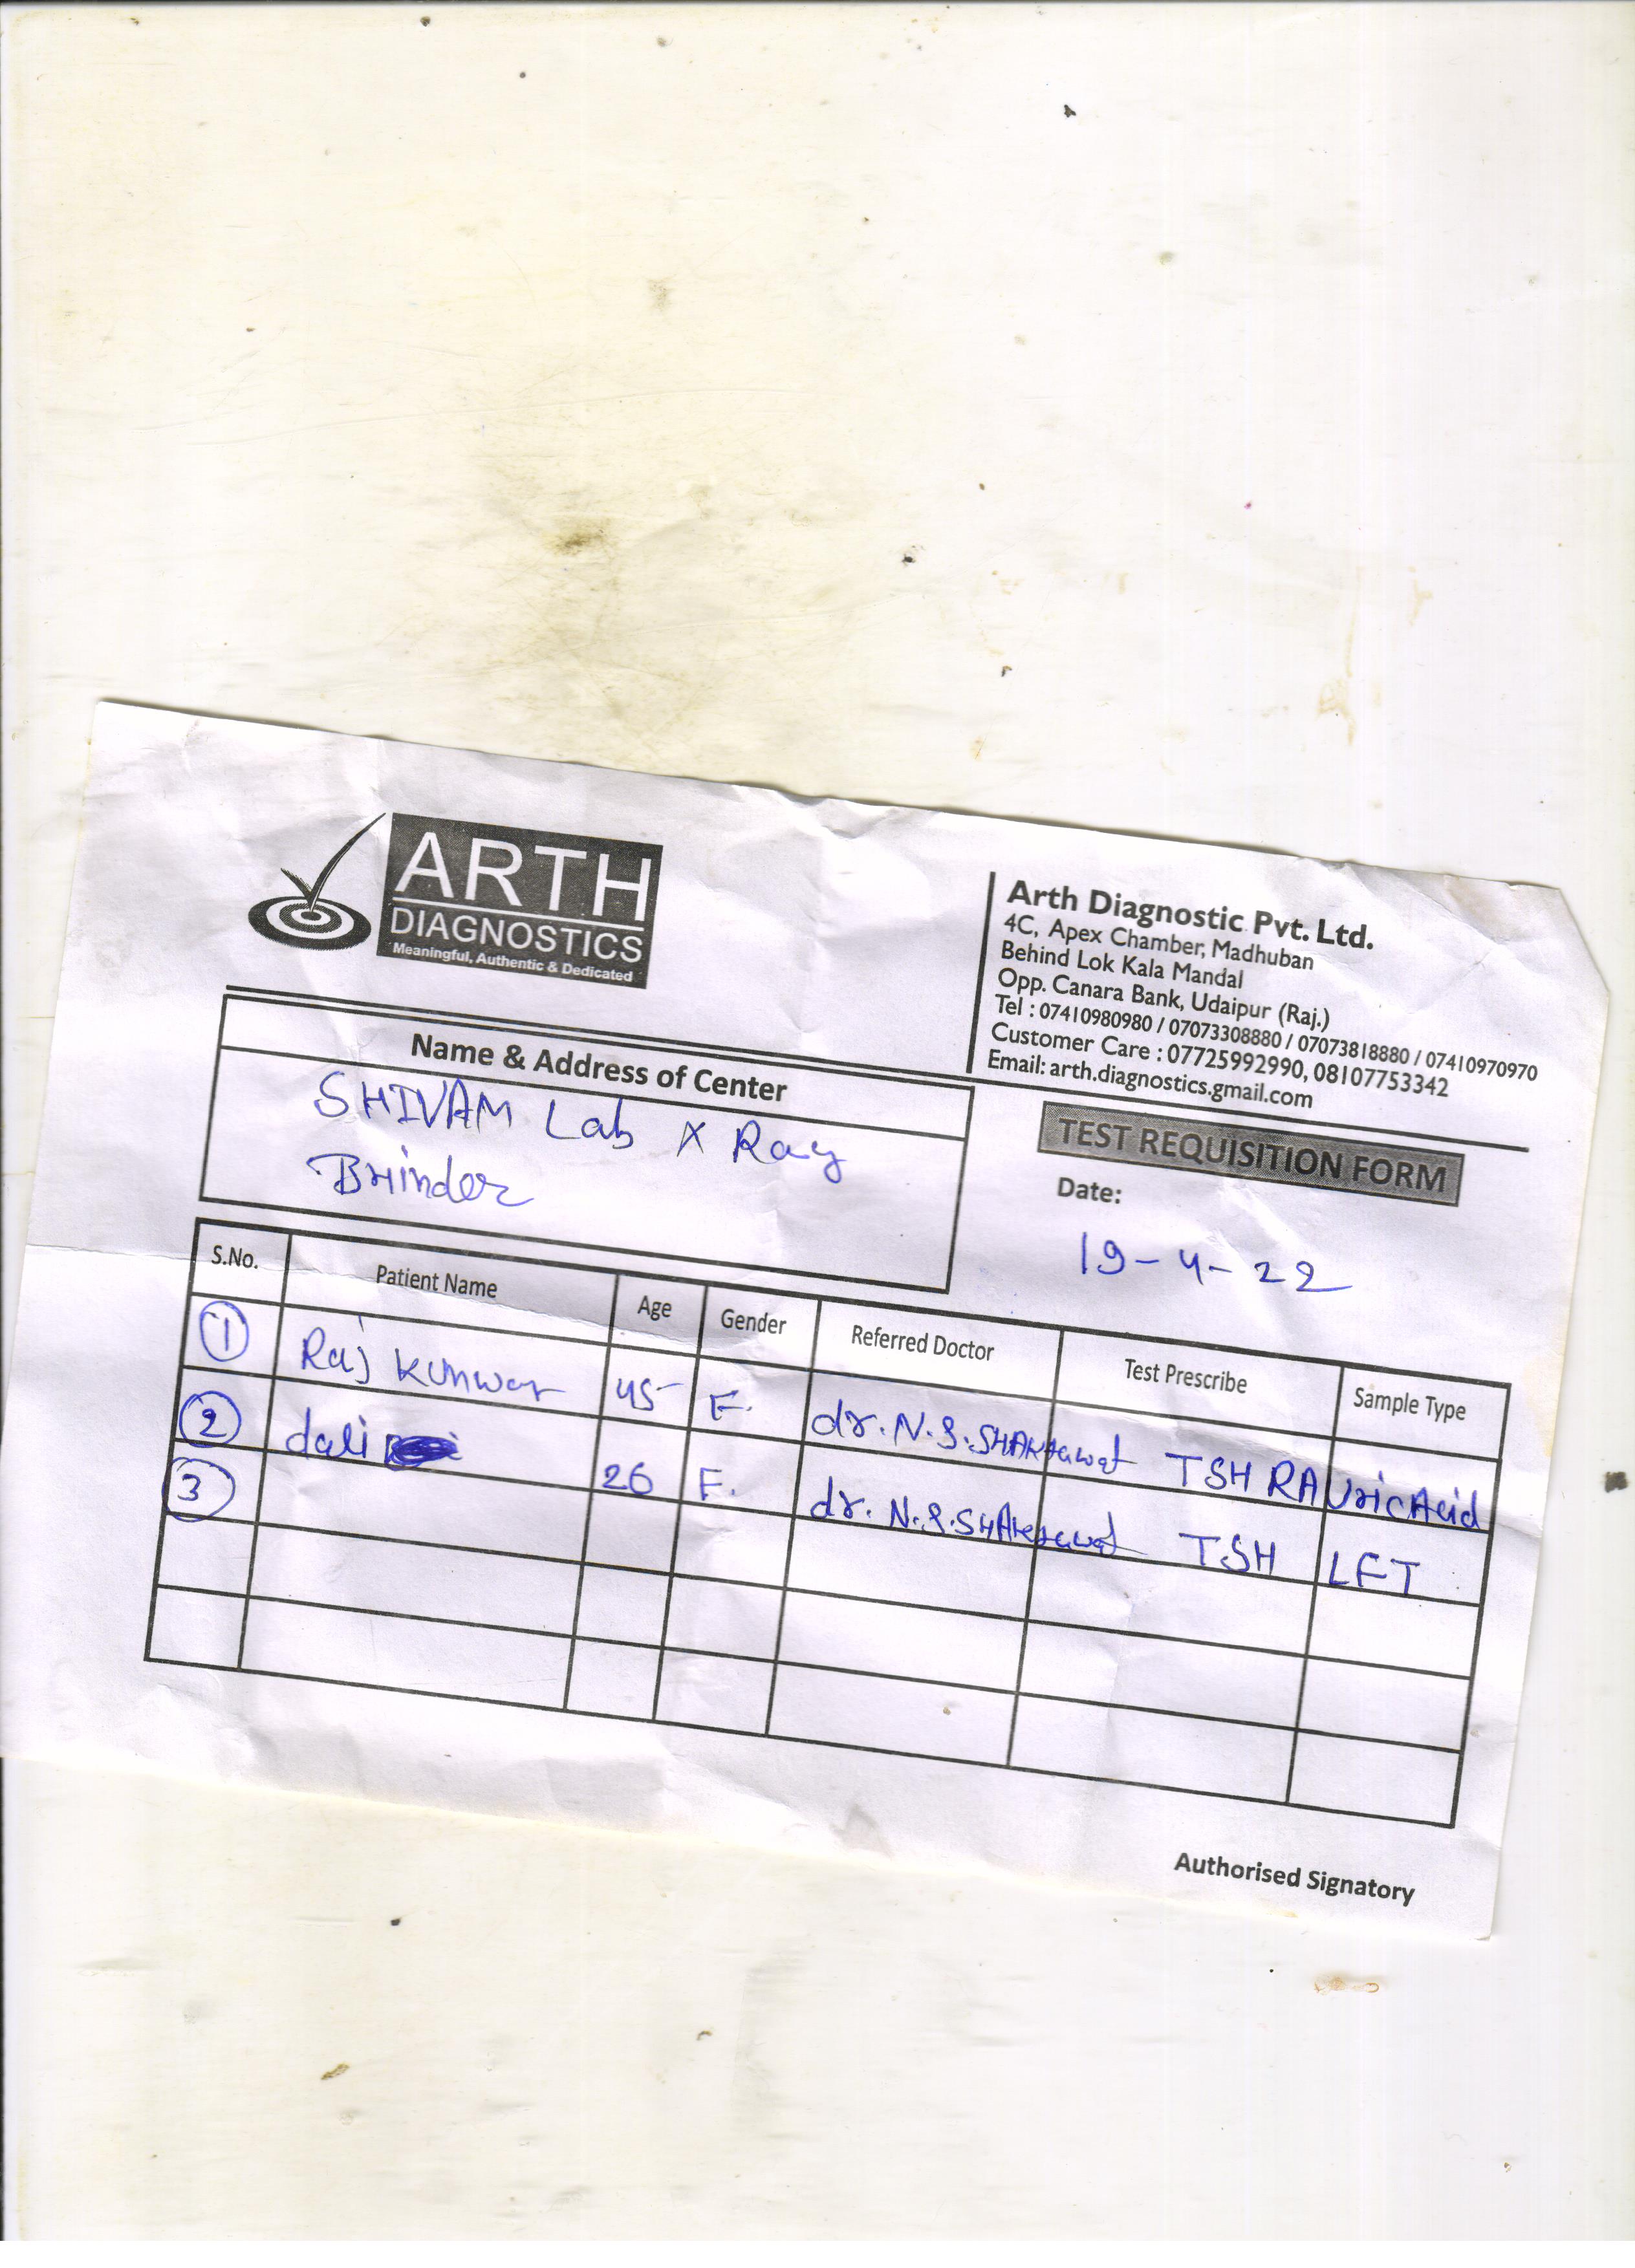 ARTH
DIAGNOSTICS
Meaningful, Authentic & Dedicated
Arth Diagnostic Pvt. Ltd.
4C, Apex Chamber, Madhuban
Behind Lok Kala Mandal
Opp. Canara Bank, Udaipur (Raj.)
Tel : 07410980980 / 07073308880 / 07073818880 / 07410970970
Customer Care : 07725992990, 08107753342
Email: arth.diagnostics.gmail.com
Name & Address of Center
SHIVAM Lab X Ray
BHinder
TEST REQUISITION FORM
Date:
19-4-22
S.No. Patient Name Age Gender Referred Doctor Test Prescribe Sample Type
1 Raj Kunwar 45 F. dr. N.S. SHAKtawat TSH RA Uric Acid
2 dali 26 F. dr. N.S. SHAKtawat TSH LFT
3
Authorised Signatory